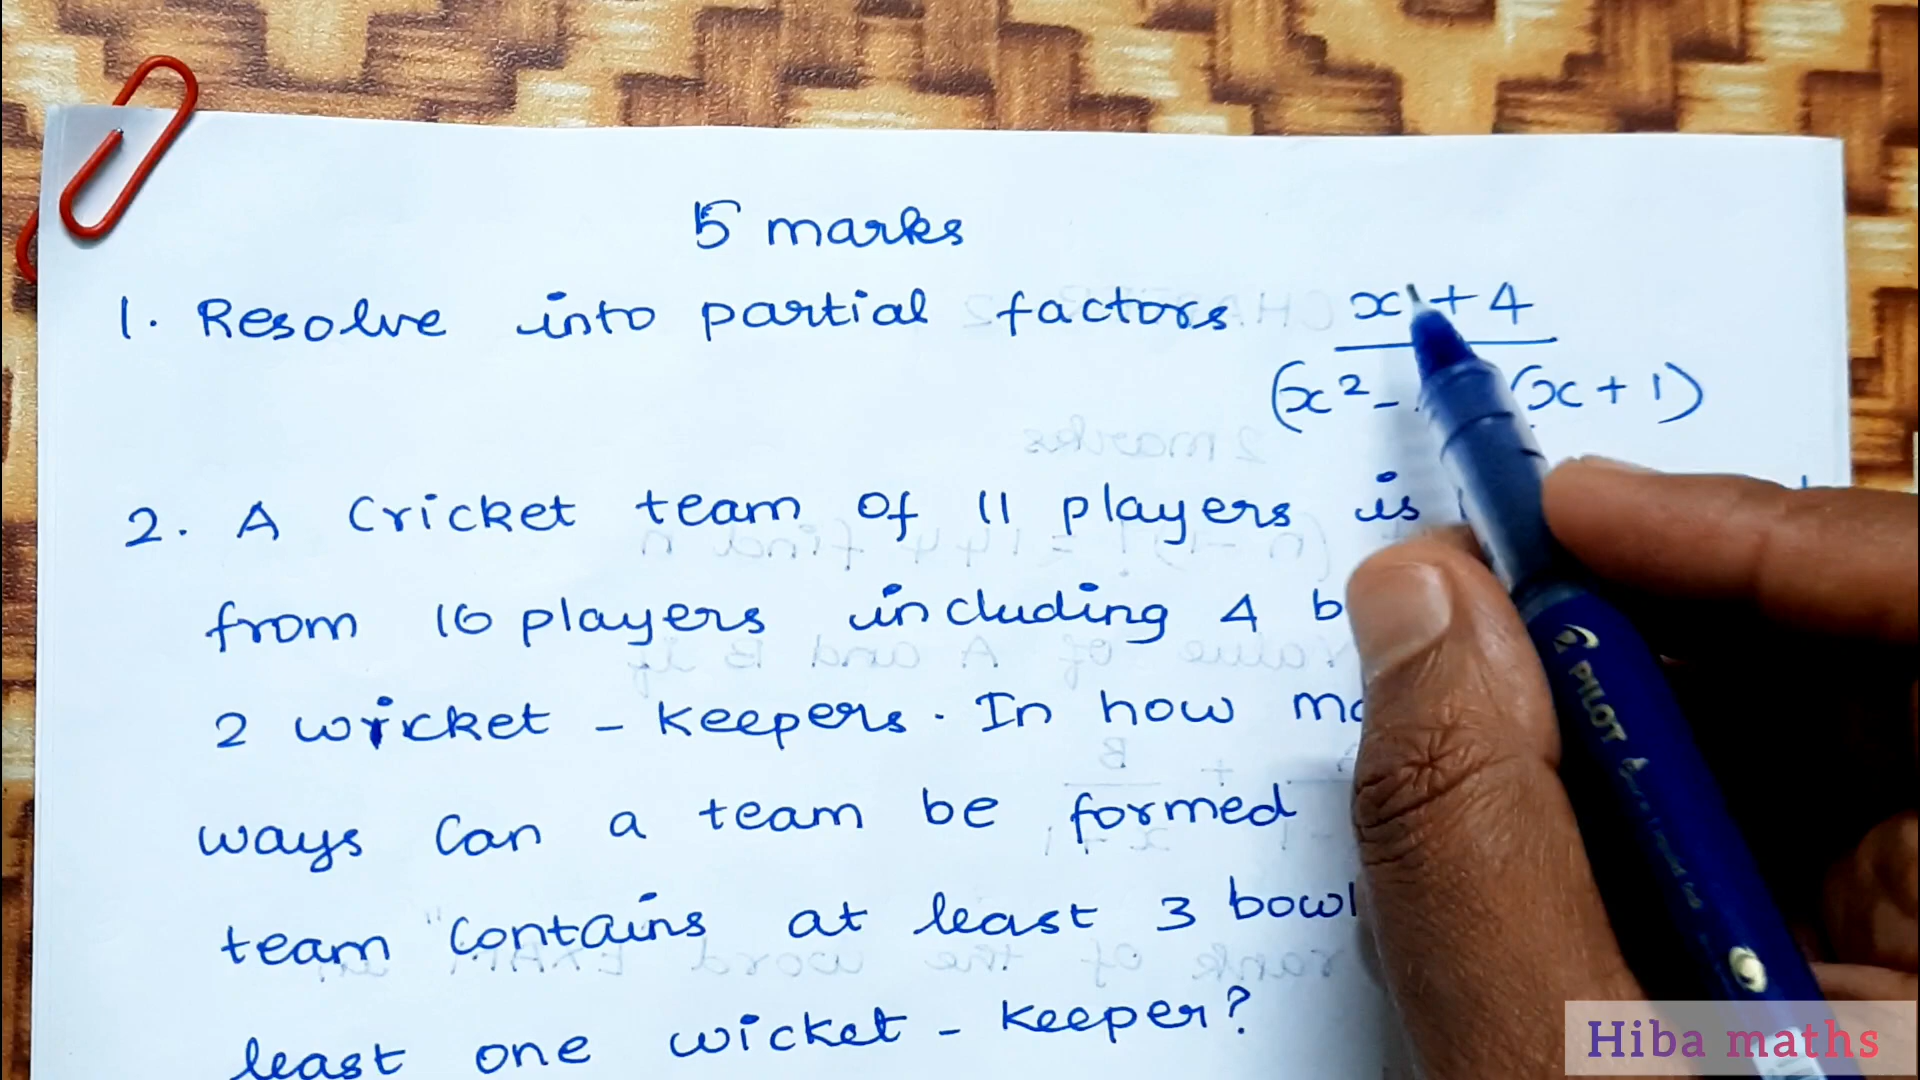 5 marks
1. Resolve into partial factors x + 4
(x² - (x + 1)
2. A Cricket team of 11 players is
from 16 players including 4
2 wicket - keepers. In how
ways can a team be formed
team contains at least 3
least one wicket - keeper?
PILOT
Hiba maths